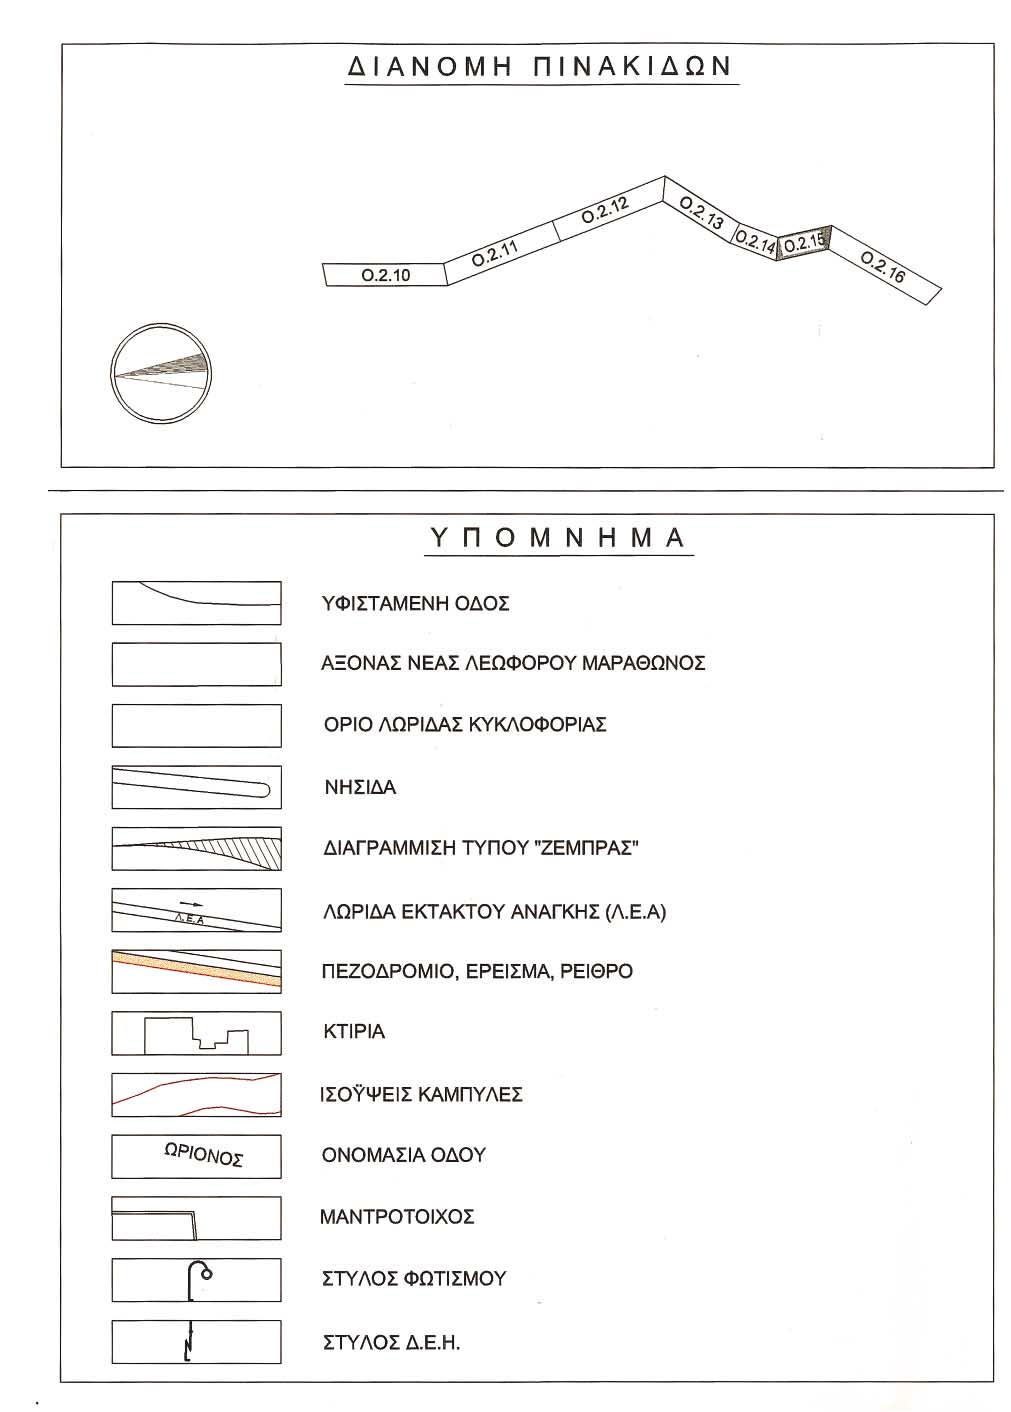 ΔΙΑΝΟΜΗ ΠΙΝΑΚΙΔΩΝ
Ο.2.10
Ο.2.11
Ο.2.12
Ο.2.13
Ο.2.14
Ο.2.15
Ο.2.16
ΥΠΟΜΝΗΜΑ
ΥΦΙΣΤΑΜΕΝΗ ΟΔΟΣ
ΑΞΟΝΑΣ ΝΕΑΣ ΛΕΩΦΟΡΟΥ ΜΑΡΑΘΩΝΟΣ
ΟΡΙΟ ΛΩΡΙΔΑΣ ΚΥΚΛΟΦΟΡΙΑΣ
ΝΗΣΙΔΑ
ΔΙΑΓΡΑΜΜΙΣΗ ΤΥΠΟΥ "ΖΕΜΠΡΑΣ"
Λ.Ε.Α ΛΩΡΙΔΑ ΕΚΤΑΚΤΟΥ ΑΝΑΓΚΗΣ (Λ.Ε.Α)
ΠΕΖΟΔΡΟΜΙΟ, ΕΡΕΙΣΜΑ, ΡΕΙΘΡΟ
ΚΤΙΡΙΑ
ΙΣΟΫΨΕΙΣ ΚΑΜΠΥΛΕΣ
ΩΡΙΟΝΟΣ ΟΝΟΜΑΣΙΑ ΟΔΟΥ
ΜΑΝΤΡΟΤΟΙΧΟΣ
ΣΤΥΛΟΣ ΦΩΤΙΣΜΟΥ
ΣΤΥΛΟΣ Δ.Ε.Η.